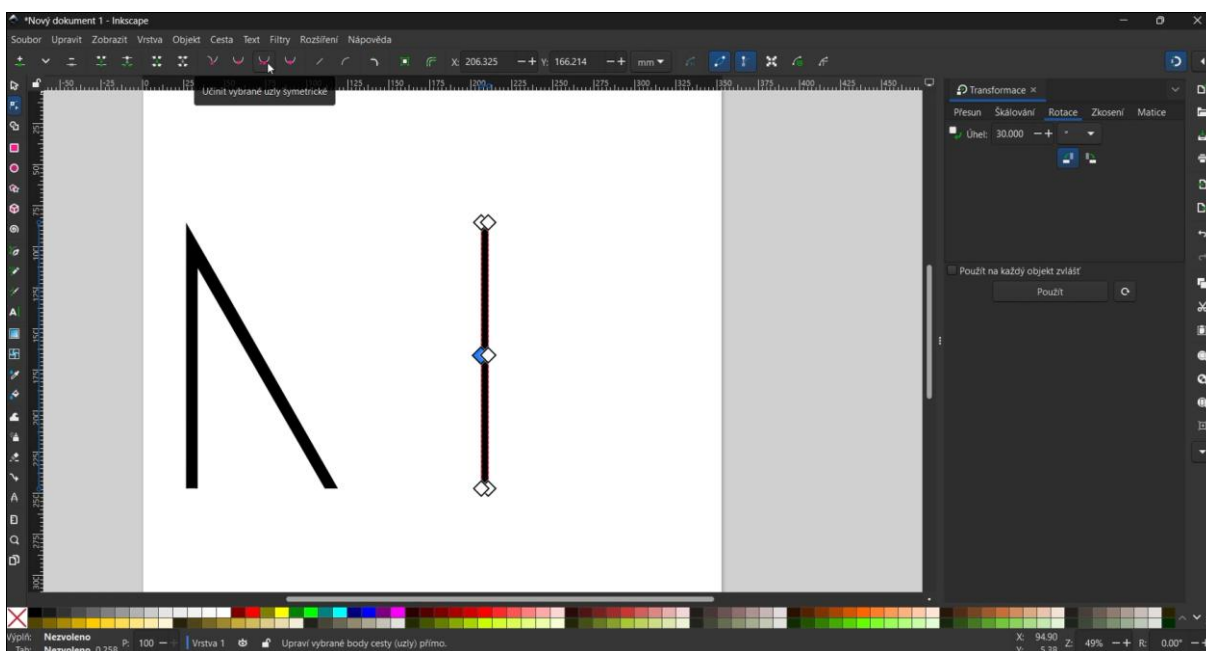 *Nový dokument 1 - Inkscape
Soubor Upravit Zobrazit Vrstva Objekt Cesta Text Filtry Rozšíření Nápověda
X: 206.325 Y: 166.214 mm
Učinit vybrané uzly symetrické
Transformace
Přesun Škálování Rotace Zkosení Matice
Úhel: 30.000 °
Použít na každý objekt zvlášť
Použít
Výplň: Nezvoleno
Tah: Nezvoleno 0.258
P: 100
Vrstva 1
Upraví vybrané body cesty (uzly) přímo.
X: 94.90
Y: 5.38
Z: 49%
R: 0.00°